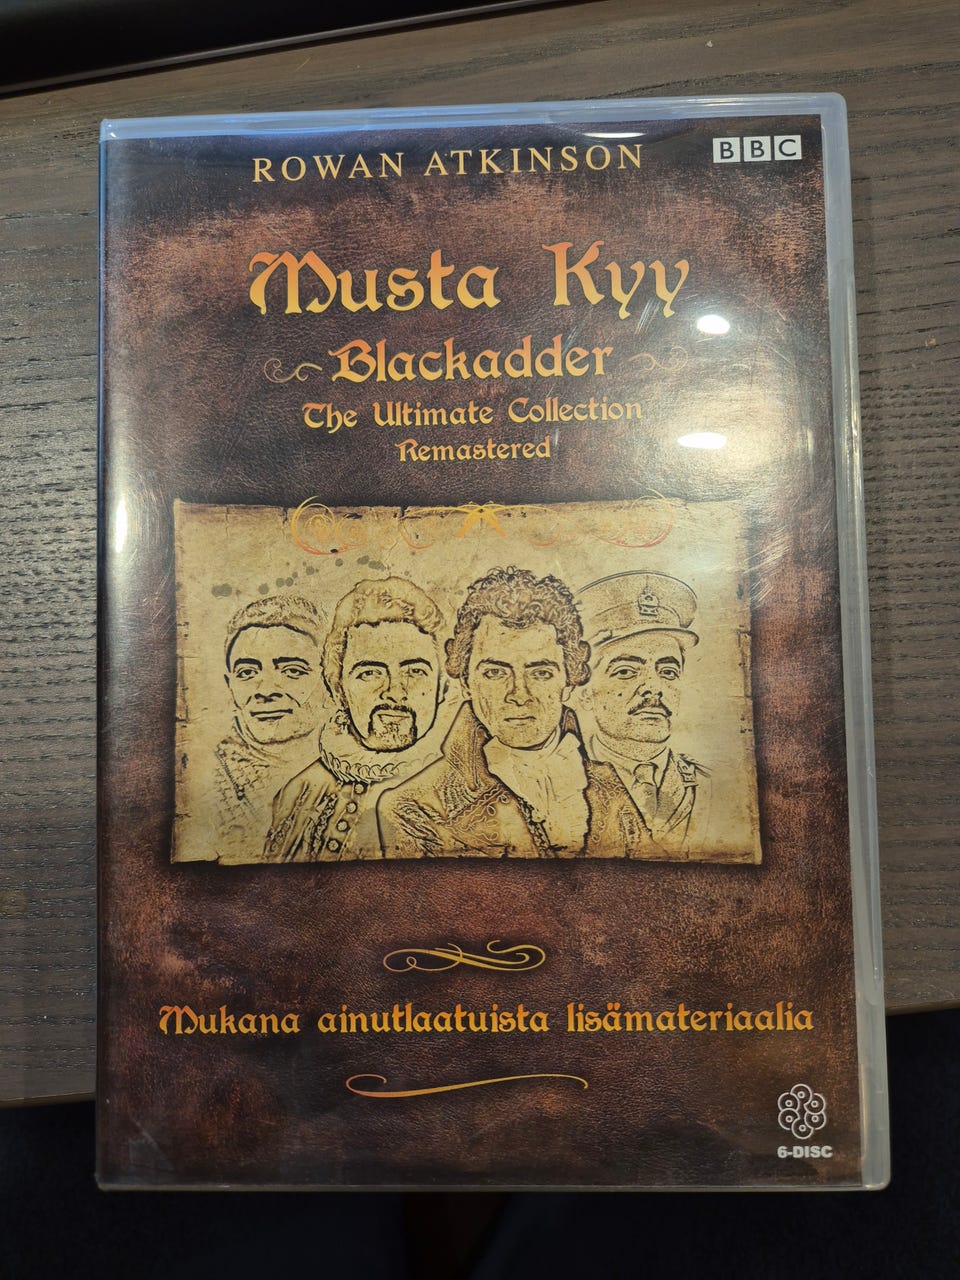 ROWAN ATKINSON
BBC
Musta Kyy
Blackadder
The Ultimate Collection
Remastered
Mukana ainutlaatuista lisämateriaalia
6-DISC